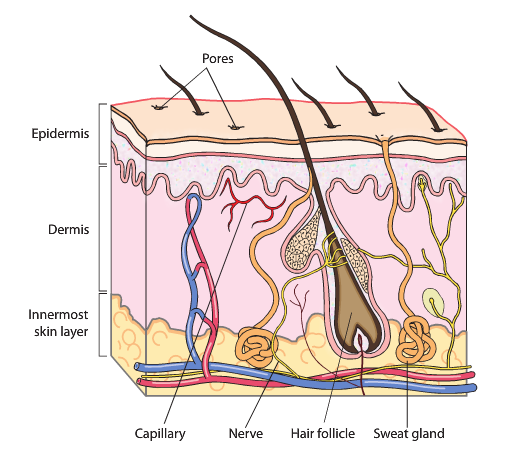 Pores
Epidermis
Dermis
Innermost
skin layer
Capillary
Nerve
Hair follicle
Sweat gland